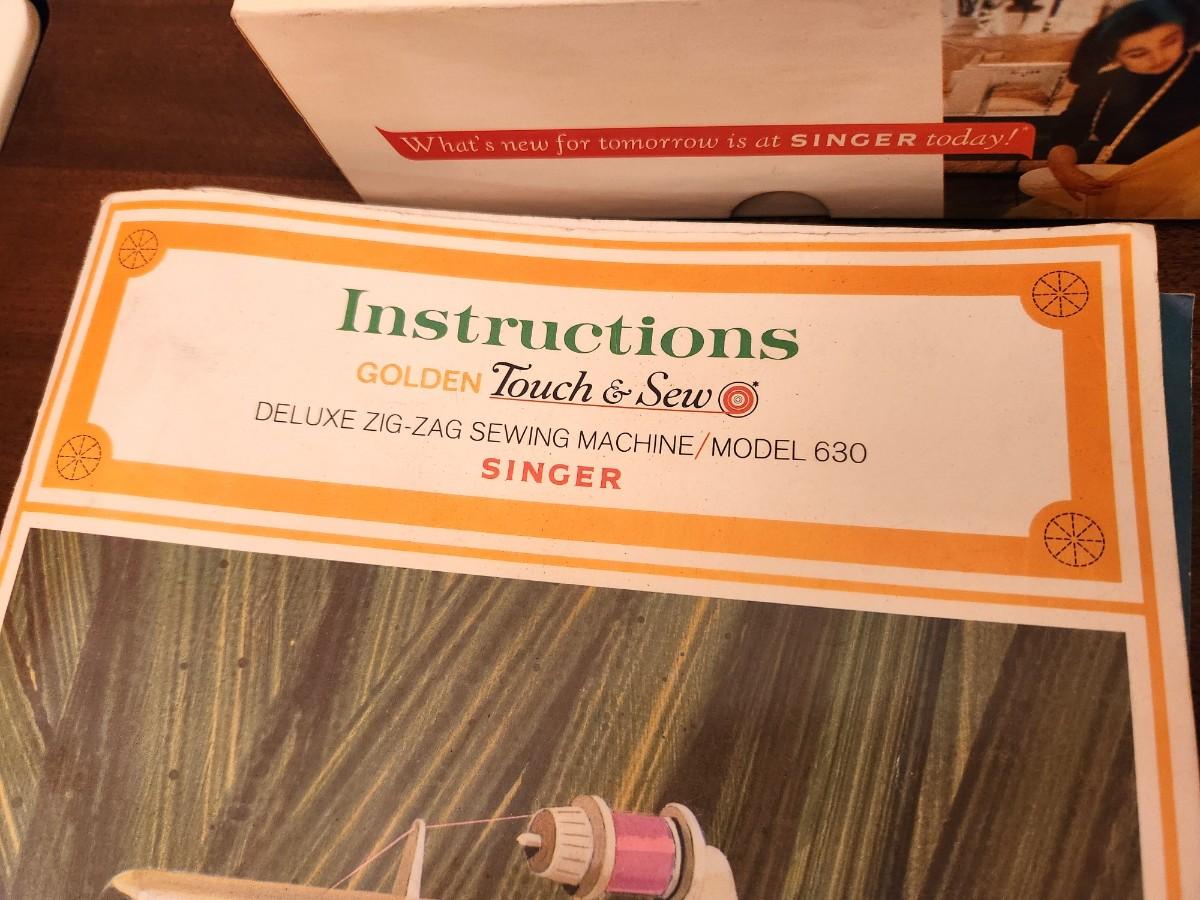 What's new for tomorrow is at SINGER today!*
Instructions
GOLDEN Touch & Sew*
DELUXE ZIG-ZAG SEWING MACHINE/MODEL 630
SINGER